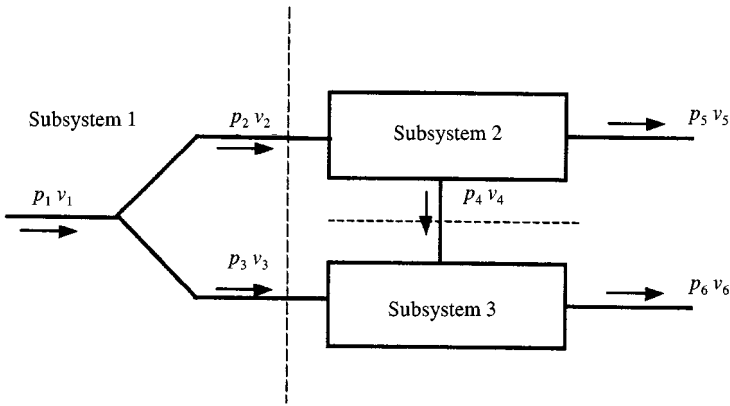 Subsystem 1
p₁ v₁
p₂ v₂
p₃ v₃
Subsystem 2
p₄ v₄
Subsystem 3
p₅ v₅
p₆ v₆